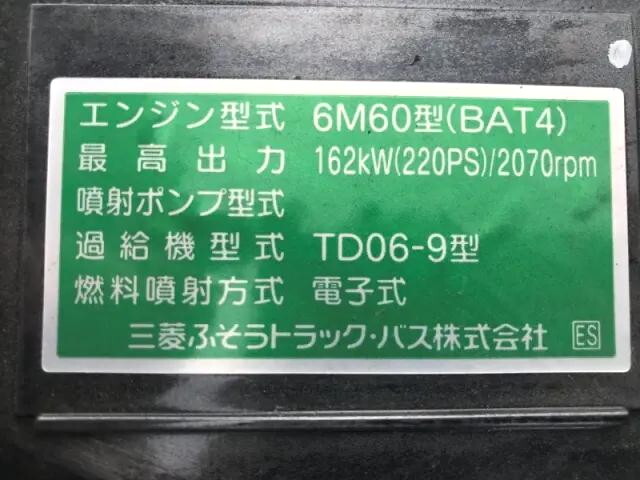 エンジン型式 6M60型(BAT4)
最高出力 162kW(220PS)/2070rpm
噴射ポンプ型式
過給機型式 TD06-9型
燃料噴射方式 電子式
三菱ふそうトラック・バス株式会社 ES